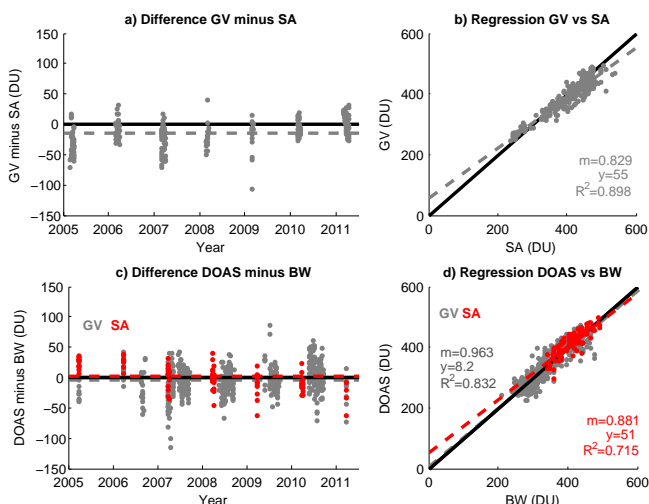 a) Difference GV minus SA
150
100
50
0
−50
−100
−150
2005 2006 2007 2008 2009 2010 2011
GV minus SA (DU)
Year
b) Regression GV vs SA
600
400
200
0
0 200 400 600
GV (DU)
SA (DU)
m=0.829
y=55
R2=0.898
c) Difference DOAS minus BW
150
100
50
0
−50
−100
−150
2005 2006 2007 2008 2009 2010 2011
DOAS minus BW (DU)
Year
GV SA
d) Regression DOAS vs BW
600
400
200
0
0 200 400 600
DOAS (DU)
BW (DU)
GV SA
m=0.963
y=8.2
R2=0.832
m=0.881
y=51
R2=0.715